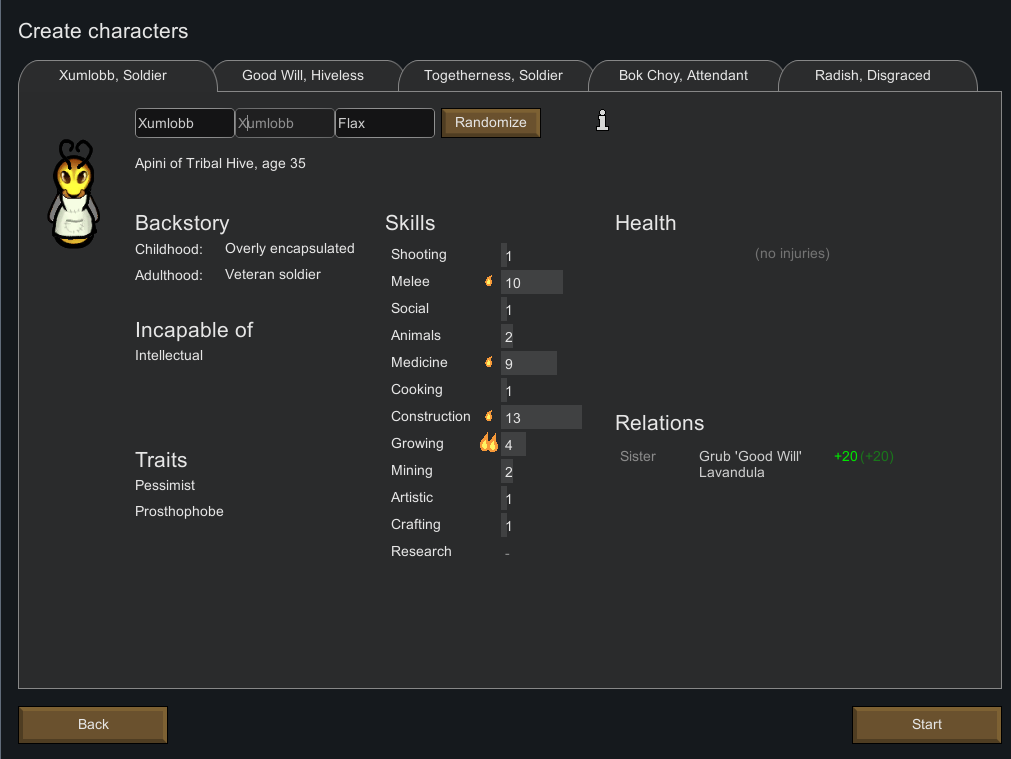 Create characters
Xumlobb, Soldier
Good Will, Hiveless
Togetherness, Soldier
Bok Choy, Attendant
Radish, Disgraced
Xumlobb Xumlobb Flax Randomize
Apini of Tribal Hive, age 35
Backstory
Childhood: Overly encapsulated
Adulthood: Veteran soldier
Incapable of
Intellectual
Traits
Pessimist
Prosthophobe
Skills
Shooting 1
Melee 10
Social 1
Animals 2
Medicine 9
Cooking 1
Construction 13
Growing 4
Mining 2
Artistic 1
Crafting 1
Research -
Health
(no injuries)
Relations
Sister Grub 'Good Will' +20 (+20)
Lavandula
Back
Start